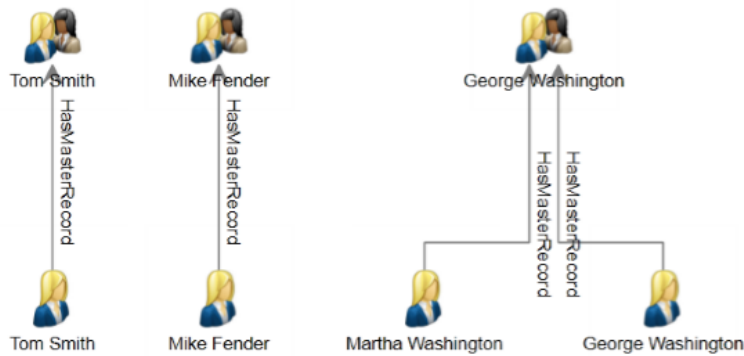 Tom Smith
Mike Fender
George Washington
HasMasterRecord
HasMasterRecord
HasMasterRecord
HasMasterRecord
Tom Smith
Mike Fender
Martha Washington
George Washington